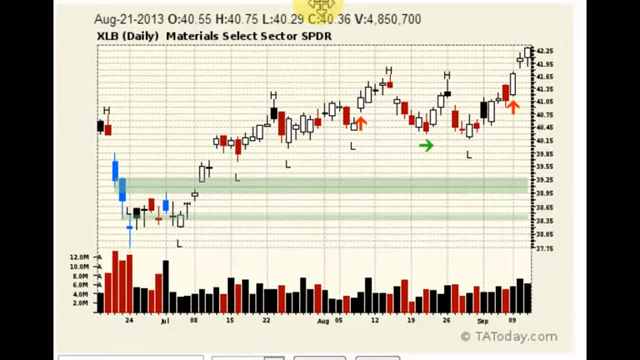 Aug-21-2013 O:40.55 H:40.75 L:40.29 C:40.36 V:4,850,700
XLB (Daily) Materials Select Sector SPDR
42.25
41.95
41.65
41.35
41.05
40.75
40.45
40.15
39.85
39.55
39.25
38.95
38.65
38.35
38.05
37.75
H H H H
L L L L L L
12.0M
10.0M
8.0M
6.0M
4.0M
2.0M
24 Jul 08 15 22 Aug 05 12 19 26 Sep 09
© TAToday.com